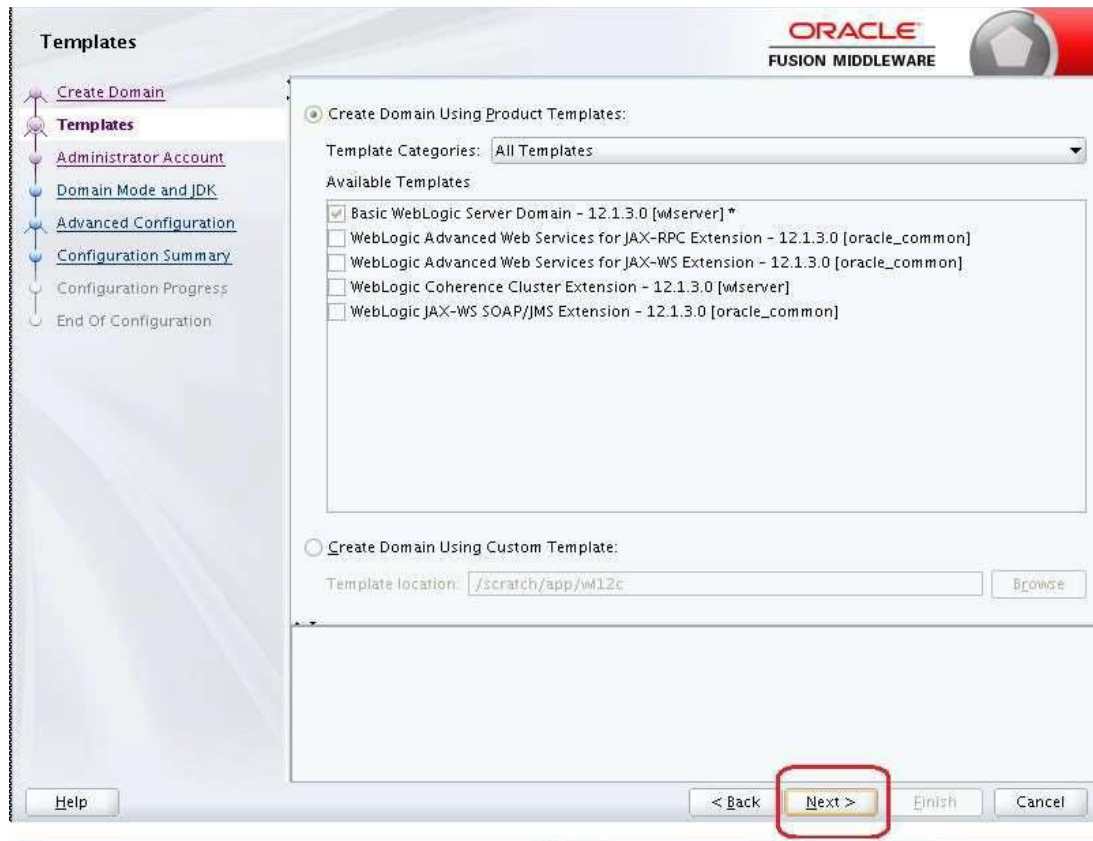 Templates
ORACLE
FUSION MIDDLEWARE
Create Domain
Templates
Administrator Account
Domain Mode and JDK
Advanced Configuration
Configuration Summary
Configuration Progress
End Of Configuration
Create Domain Using Product Templates:
Template Categories: All Templates
Available Templates
Basic WebLogic Server Domain - 12.1.3.0 [wlserver] *
WebLogic Advanced Web Services for JAX-RPC Extension - 12.1.3.0 [oracle_common]
WebLogic Advanced Web Services for JAX-WS Extension - 12.1.3.0 [oracle_common]
WebLogic Coherence Cluster Extension - 12.1.3.0 [wlserver]
WebLogic JAX-WS SOAP/JMS Extension - 12.1.3.0 [oracle_common]
Create Domain Using Custom Template:
Template location: /scratch/app/wl12c Browse
Help < Back Next > Finish Cancel